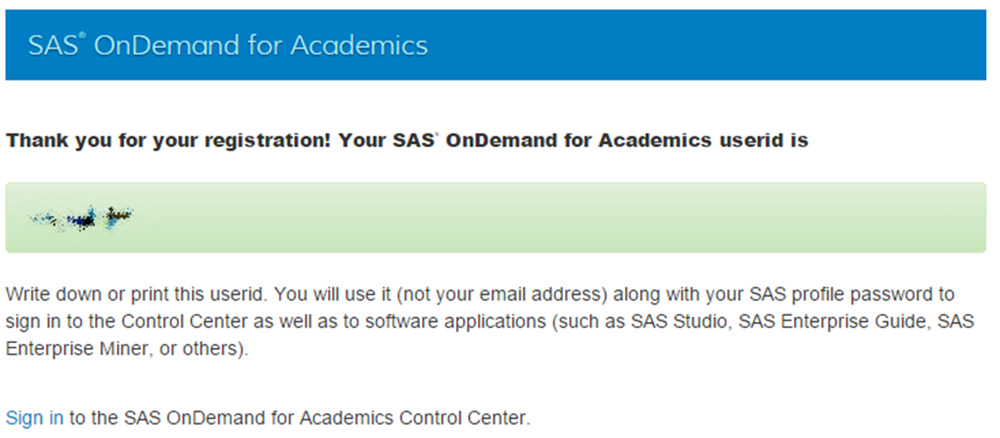 SAS® OnDemand for Academics
Thank you for your registration! Your SAS® OnDemand for Academics userid is
Write down or print this userid. You will use it (not your email address) along with your SAS profile password to
sign in to the Control Center as well as to software applications (such as SAS Studio, SAS Enterprise Guide, SAS
Enterprise Miner, or others).
Sign in to the SAS OnDemand for Academics Control Center.